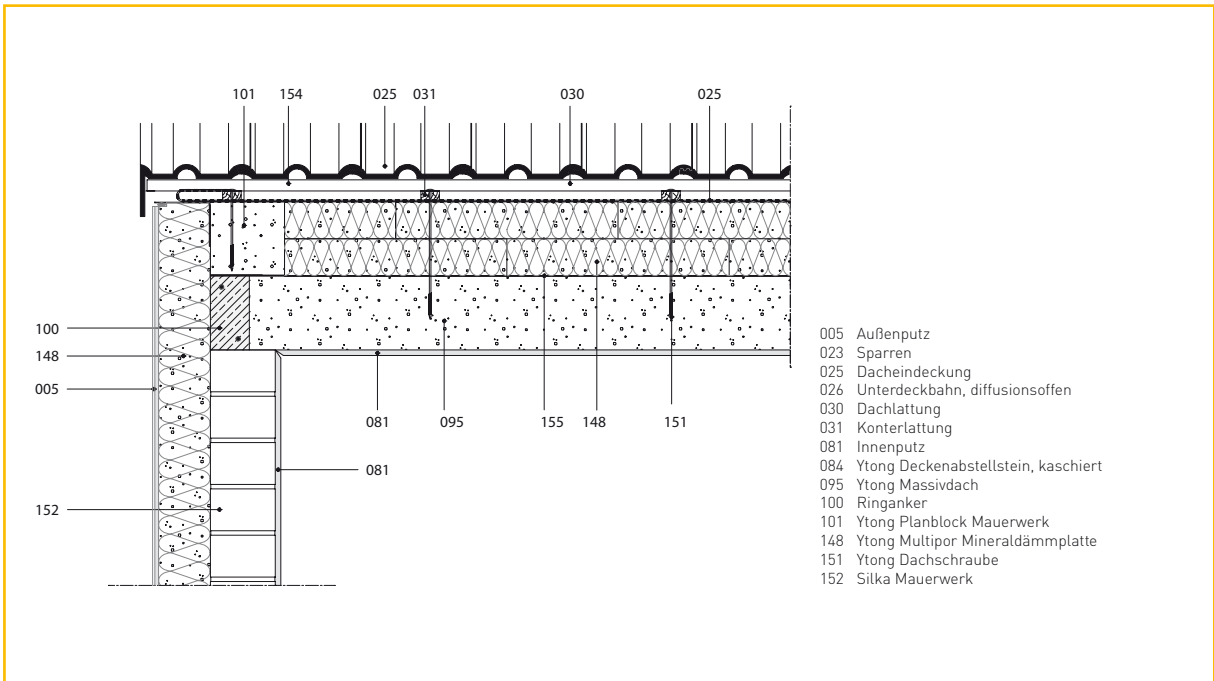 101 154 025 031 030 025
100
148
005
081 095 155 148 151
081
152
005 Außenputz
023 Sparren
025 Dacheindeckung
026 Unterdeckbahn, diffusionsoffen
030 Dachlattung
031 Konterlattung
081 Innenputz
084 Ytong Deckenabstellstein, kaschiert
095 Ytong Massivdach
100 Ringanker
101 Ytong Planblock Mauerwerk
148 Ytong Multipor Mineraldämmplatte
151 Ytong Dachschraube
152 Silka Mauerwerk